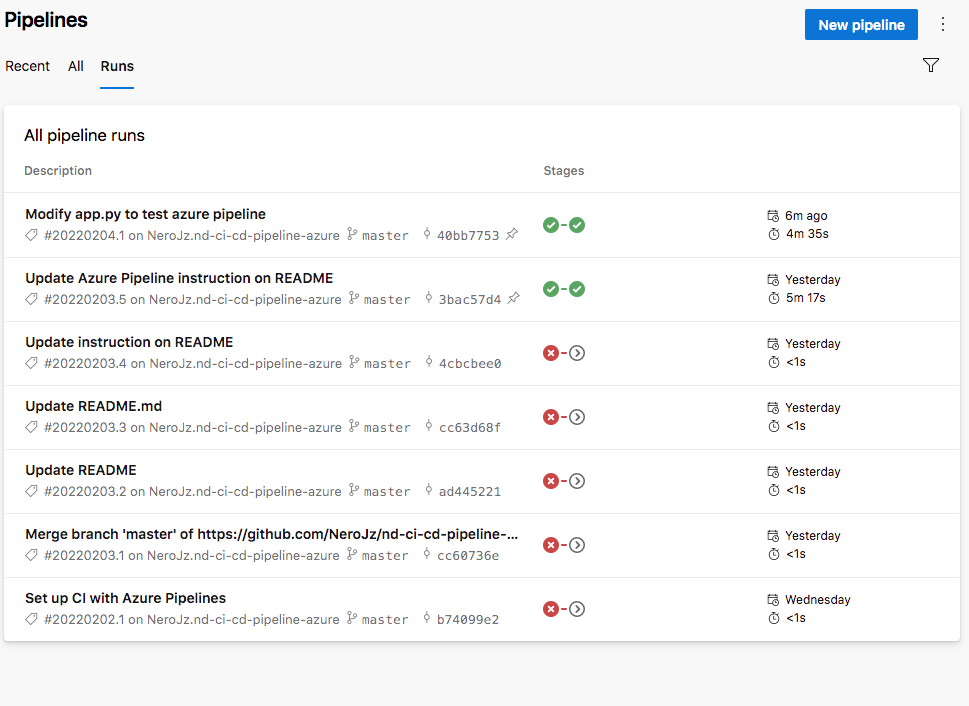 Pipelines
New pipeline
Recent All Runs
All pipeline runs
Description Stages
Modify app.py to test azure pipeline
6m ago
#20220204.1 on NeroJz.nd-ci-cd-pipeline-azure master 40bb7753
4m 35s
Update Azure Pipeline instruction on README
Yesterday
#20220203.5 on NeroJz.nd-ci-cd-pipeline-azure master 3bac57d4
5m 17s
Update instruction on README
Yesterday
#20220203.4 on NeroJz.nd-ci-cd-pipeline-azure master 4cbcbee0
<1s
Update README.md
Yesterday
#20220203.3 on NeroJz.nd-ci-cd-pipeline-azure master cc63d68f
<1s
Update README
Yesterday
#20220203.2 on NeroJz.nd-ci-cd-pipeline-azure master ad445221
<1s
Merge branch 'master' of https://github.com/NeroJz/nd-ci-cd-pipeline-...
Yesterday
#20220203.1 on NeroJz.nd-ci-cd-pipeline-azure master cc60736e
<1s
Set up CI with Azure Pipelines
Wednesday
#20220202.1 on NeroJz.nd-ci-cd-pipeline-azure master b74099e2
<1s